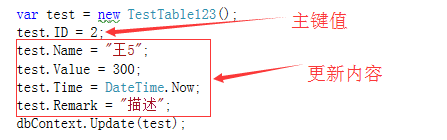 var test = new TestTable123();
test.ID = 2;
主键值
test.Name = "王5";
test.Value = 300;
更新内容
test.Time = DateTime.Now;
test.Remark = "描述";
dbContext.Update(test);